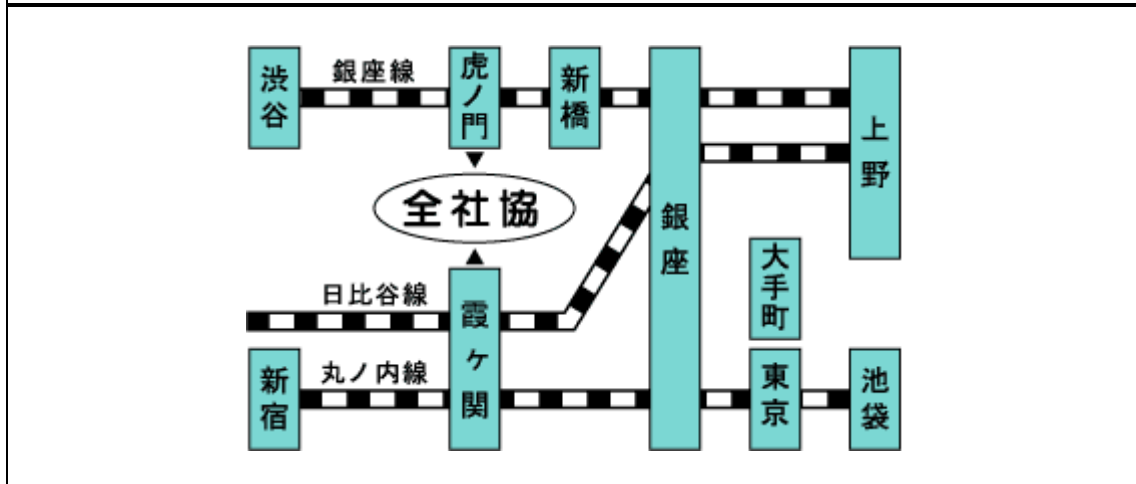 渋谷
銀座線
虎ノ門
新橋
銀座
上野
全社協
大手町
日比谷線
霞ヶ関
新宿
丸ノ内線
東京
池袋